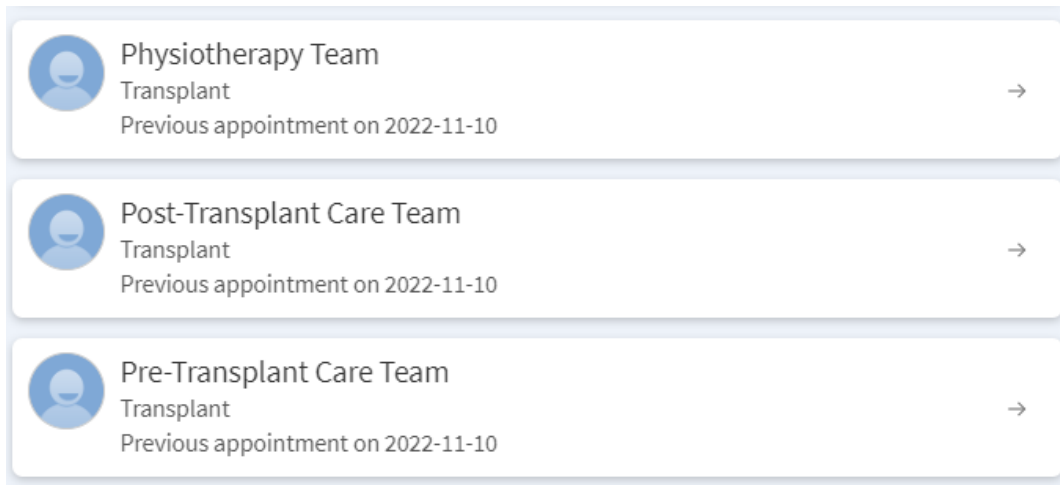 Physiotherapy Team
Transplant
Previous appointment on 2022-11-10
Post-Transplant Care Team
Transplant
Previous appointment on 2022-11-10
Pre-Transplant Care Team
Transplant
Previous appointment on 2022-11-10